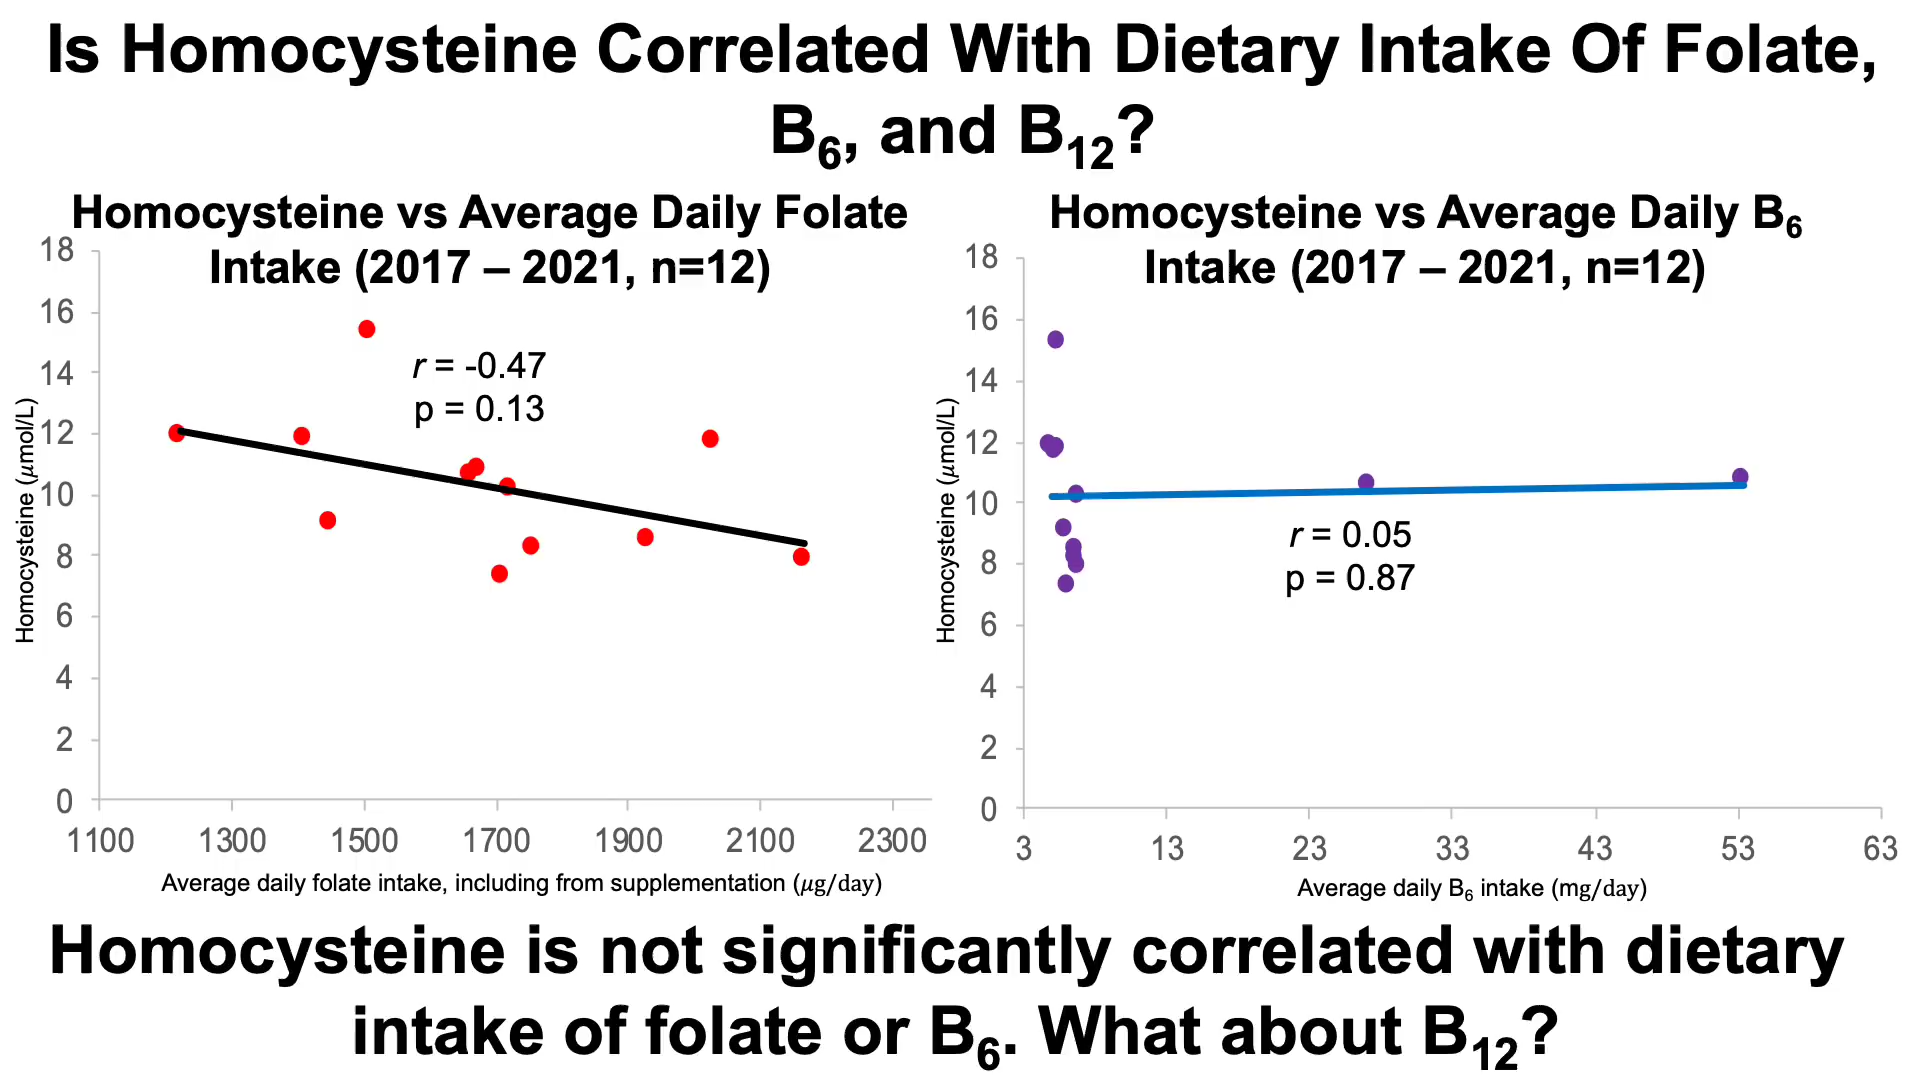 Is Homocysteine Correlated With Dietary Intake Of Folate,
B₆, and B₁₂?
Homocysteine vs Average Daily Folate
Intake (2017 – 2021, n=12)
18
16
14
12
10
8
6
4
2
0
Homocysteine (μmol/L)
r = -0.47
p = 0.13
1100 1300 1500 1700 1900 2100 2300
Average daily folate intake, including from supplementation (μg/day)
Homocysteine vs Average Daily B₆
Intake (2017 – 2021, n=12)
18
16
14
12
10
8
6
4
2
0
Homocysteine (μmol/L)
r = 0.05
p = 0.87
3 13 23 33 43 53 63
Average daily B₆ intake (mg/day)
Homocysteine is not significantly correlated with dietary
intake of folate or B₆. What about B₁₂?